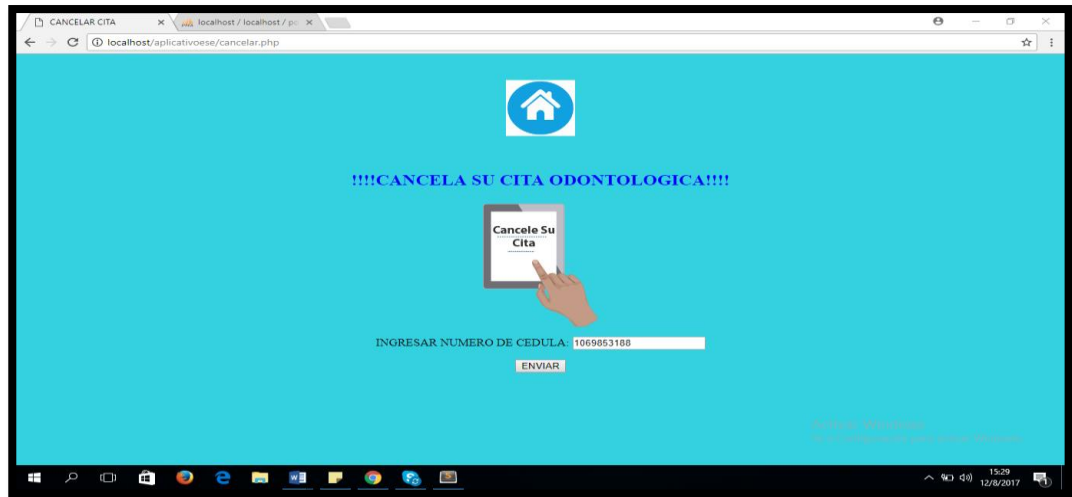 CANCELAR CITA
localhost / localhost / po
localhost/aplicativoese/cancelar.php
!!!!CANCELA SU CITA ODONTOLOGICA!!!!
Cancele Su
Cita
INGRESAR NUMERO DE CEDULA: 1069853188
ENVIAR
15:29
12/8/2017